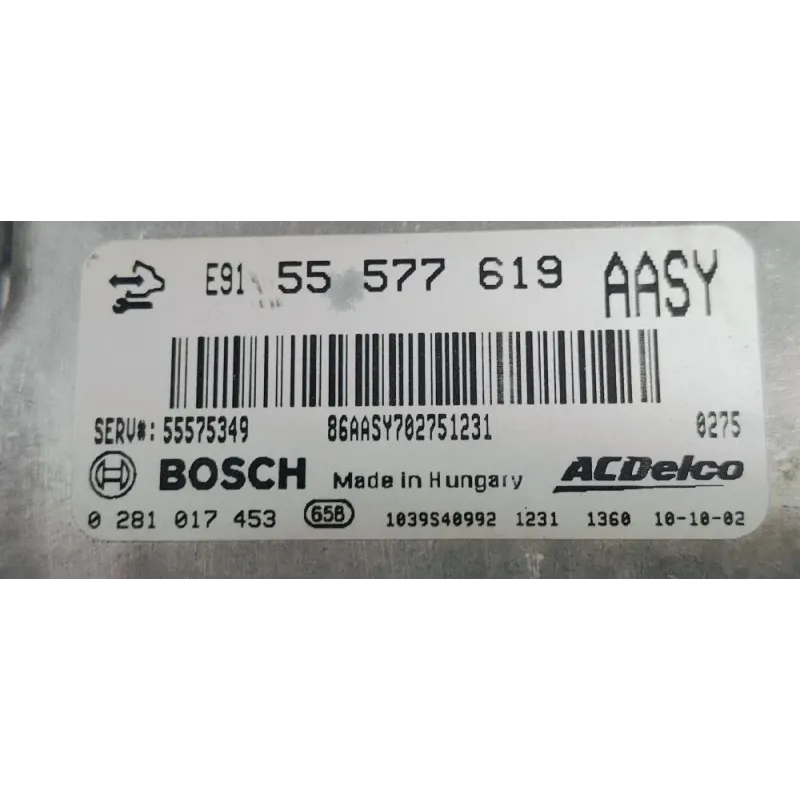 E91 55 577 619 AASY
SERV#: 55575349 86AASY702751231 0275
BOSCH Made in Hungary ACDelco
0 281 017 453 658 1039S40992 1231 1360 10-10-02